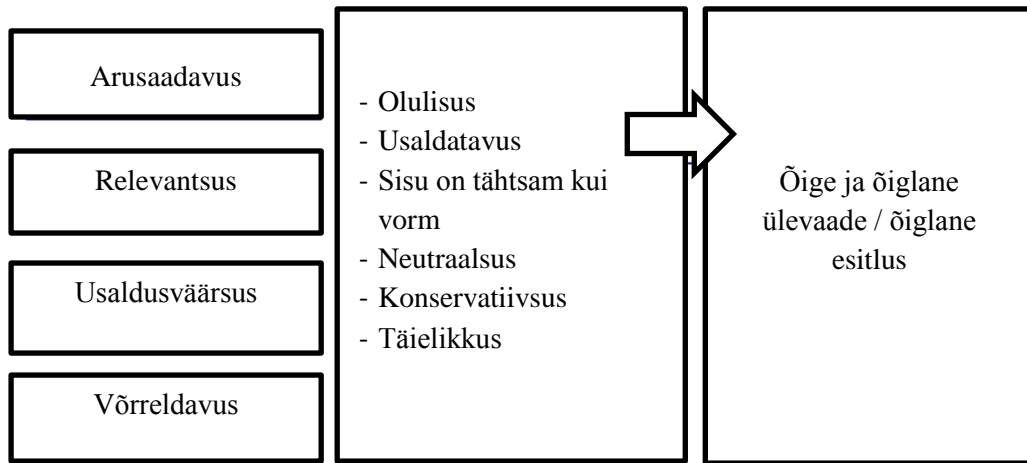 Arusaadavus
Relevantsus
Usaldusväärsus
Võrreldavus
- Olulisus
- Usaldatavus
- Sisu on tähtsam kui
vorm
- Neutraalsus
- Konservatiivsus
- Täielikkus
Õige ja õiglane
ülevaade / õiglane
esitlus